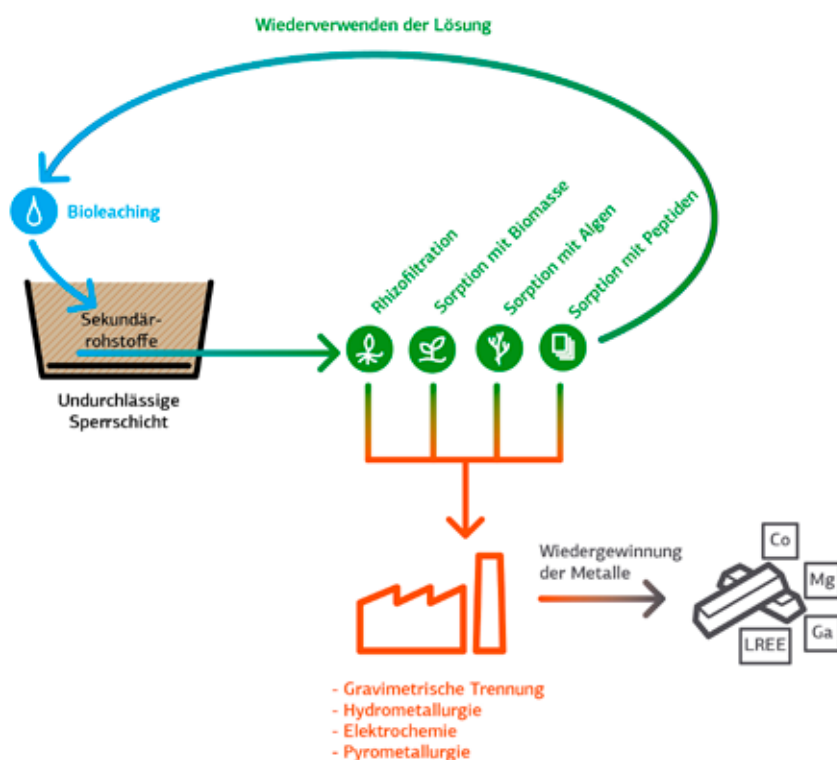 Wiederverwenden der Lösung
Bioleaching
Sekundär-
rohstoffe
Undurchlässige
Sperrschicht
Rhizofiltration
Sorption mit Biomasse
Sorption mit Algen
Sorption mit Peptiden
Wiedergewinnung
der Metalle
Co
Mg
Ga
LREE
- Gravimetrische Trennung
- Hydrometallurgie
- Elektrochemie
- Pyrometallurgie